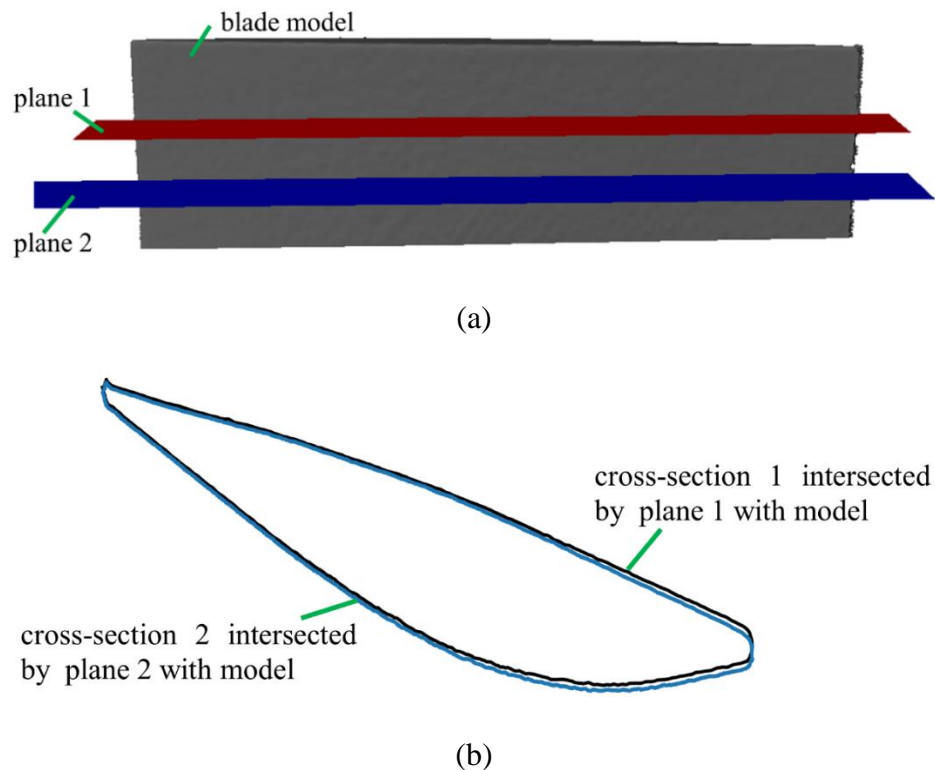 blade model
plane 1
plane 2
(a)
cross-section 1 intersected
by plane 1 with model
cross-section 2 intersected
by plane 2 with model
(b)